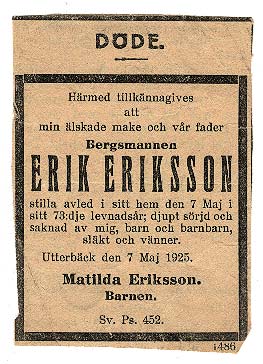 DÖDE.
Härmed tillkännagives
att
min älskade make och vår fader
Bergsmannen
ERIK ERIKSSON
stilla avled i sitt hem den 7 Maj i
sitt 73:dje levnadsår; djupt sörjd och
saknad av mig, barn och barnbarn,
släkt och vänner.
Utterbäck den 7 Maj 1925.
Matilda Eriksson.
Barnen.
Sv. Ps. 452.
1486